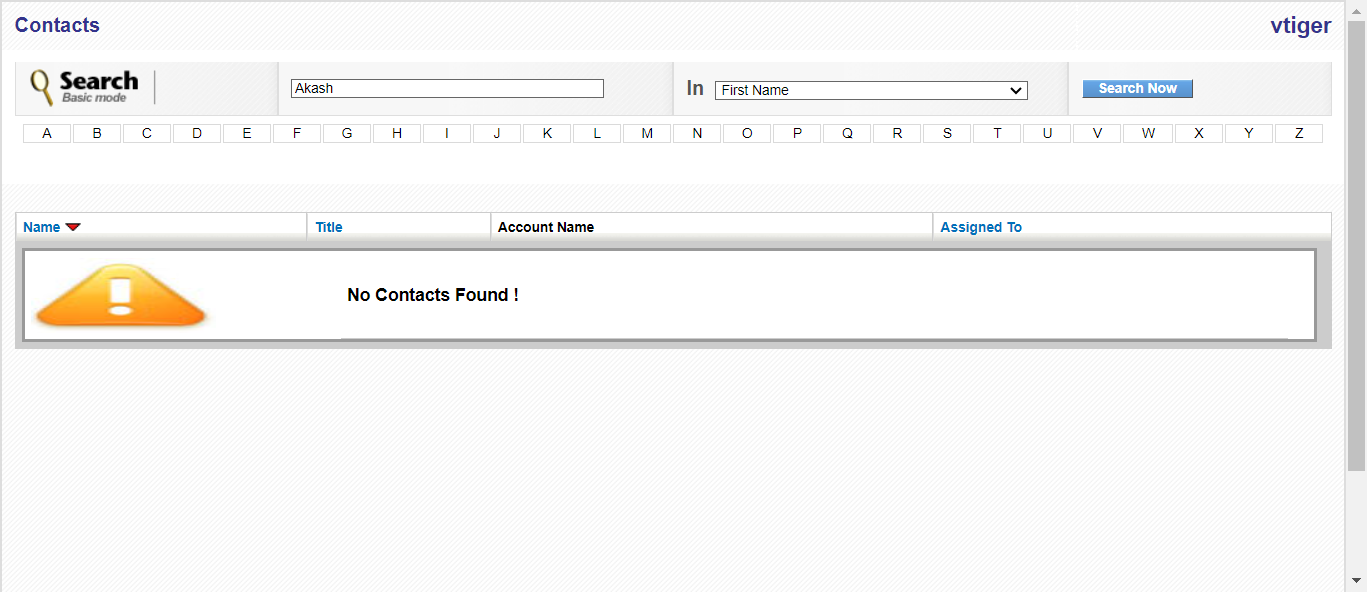 Contacts
vtiger
Search
Basic mode
Akash
In
First Name
Search Now
A B C D E F G H I J K L M N O P Q R S T U V W X Y Z
Name Title Account Name Assigned To
No Contacts Found !